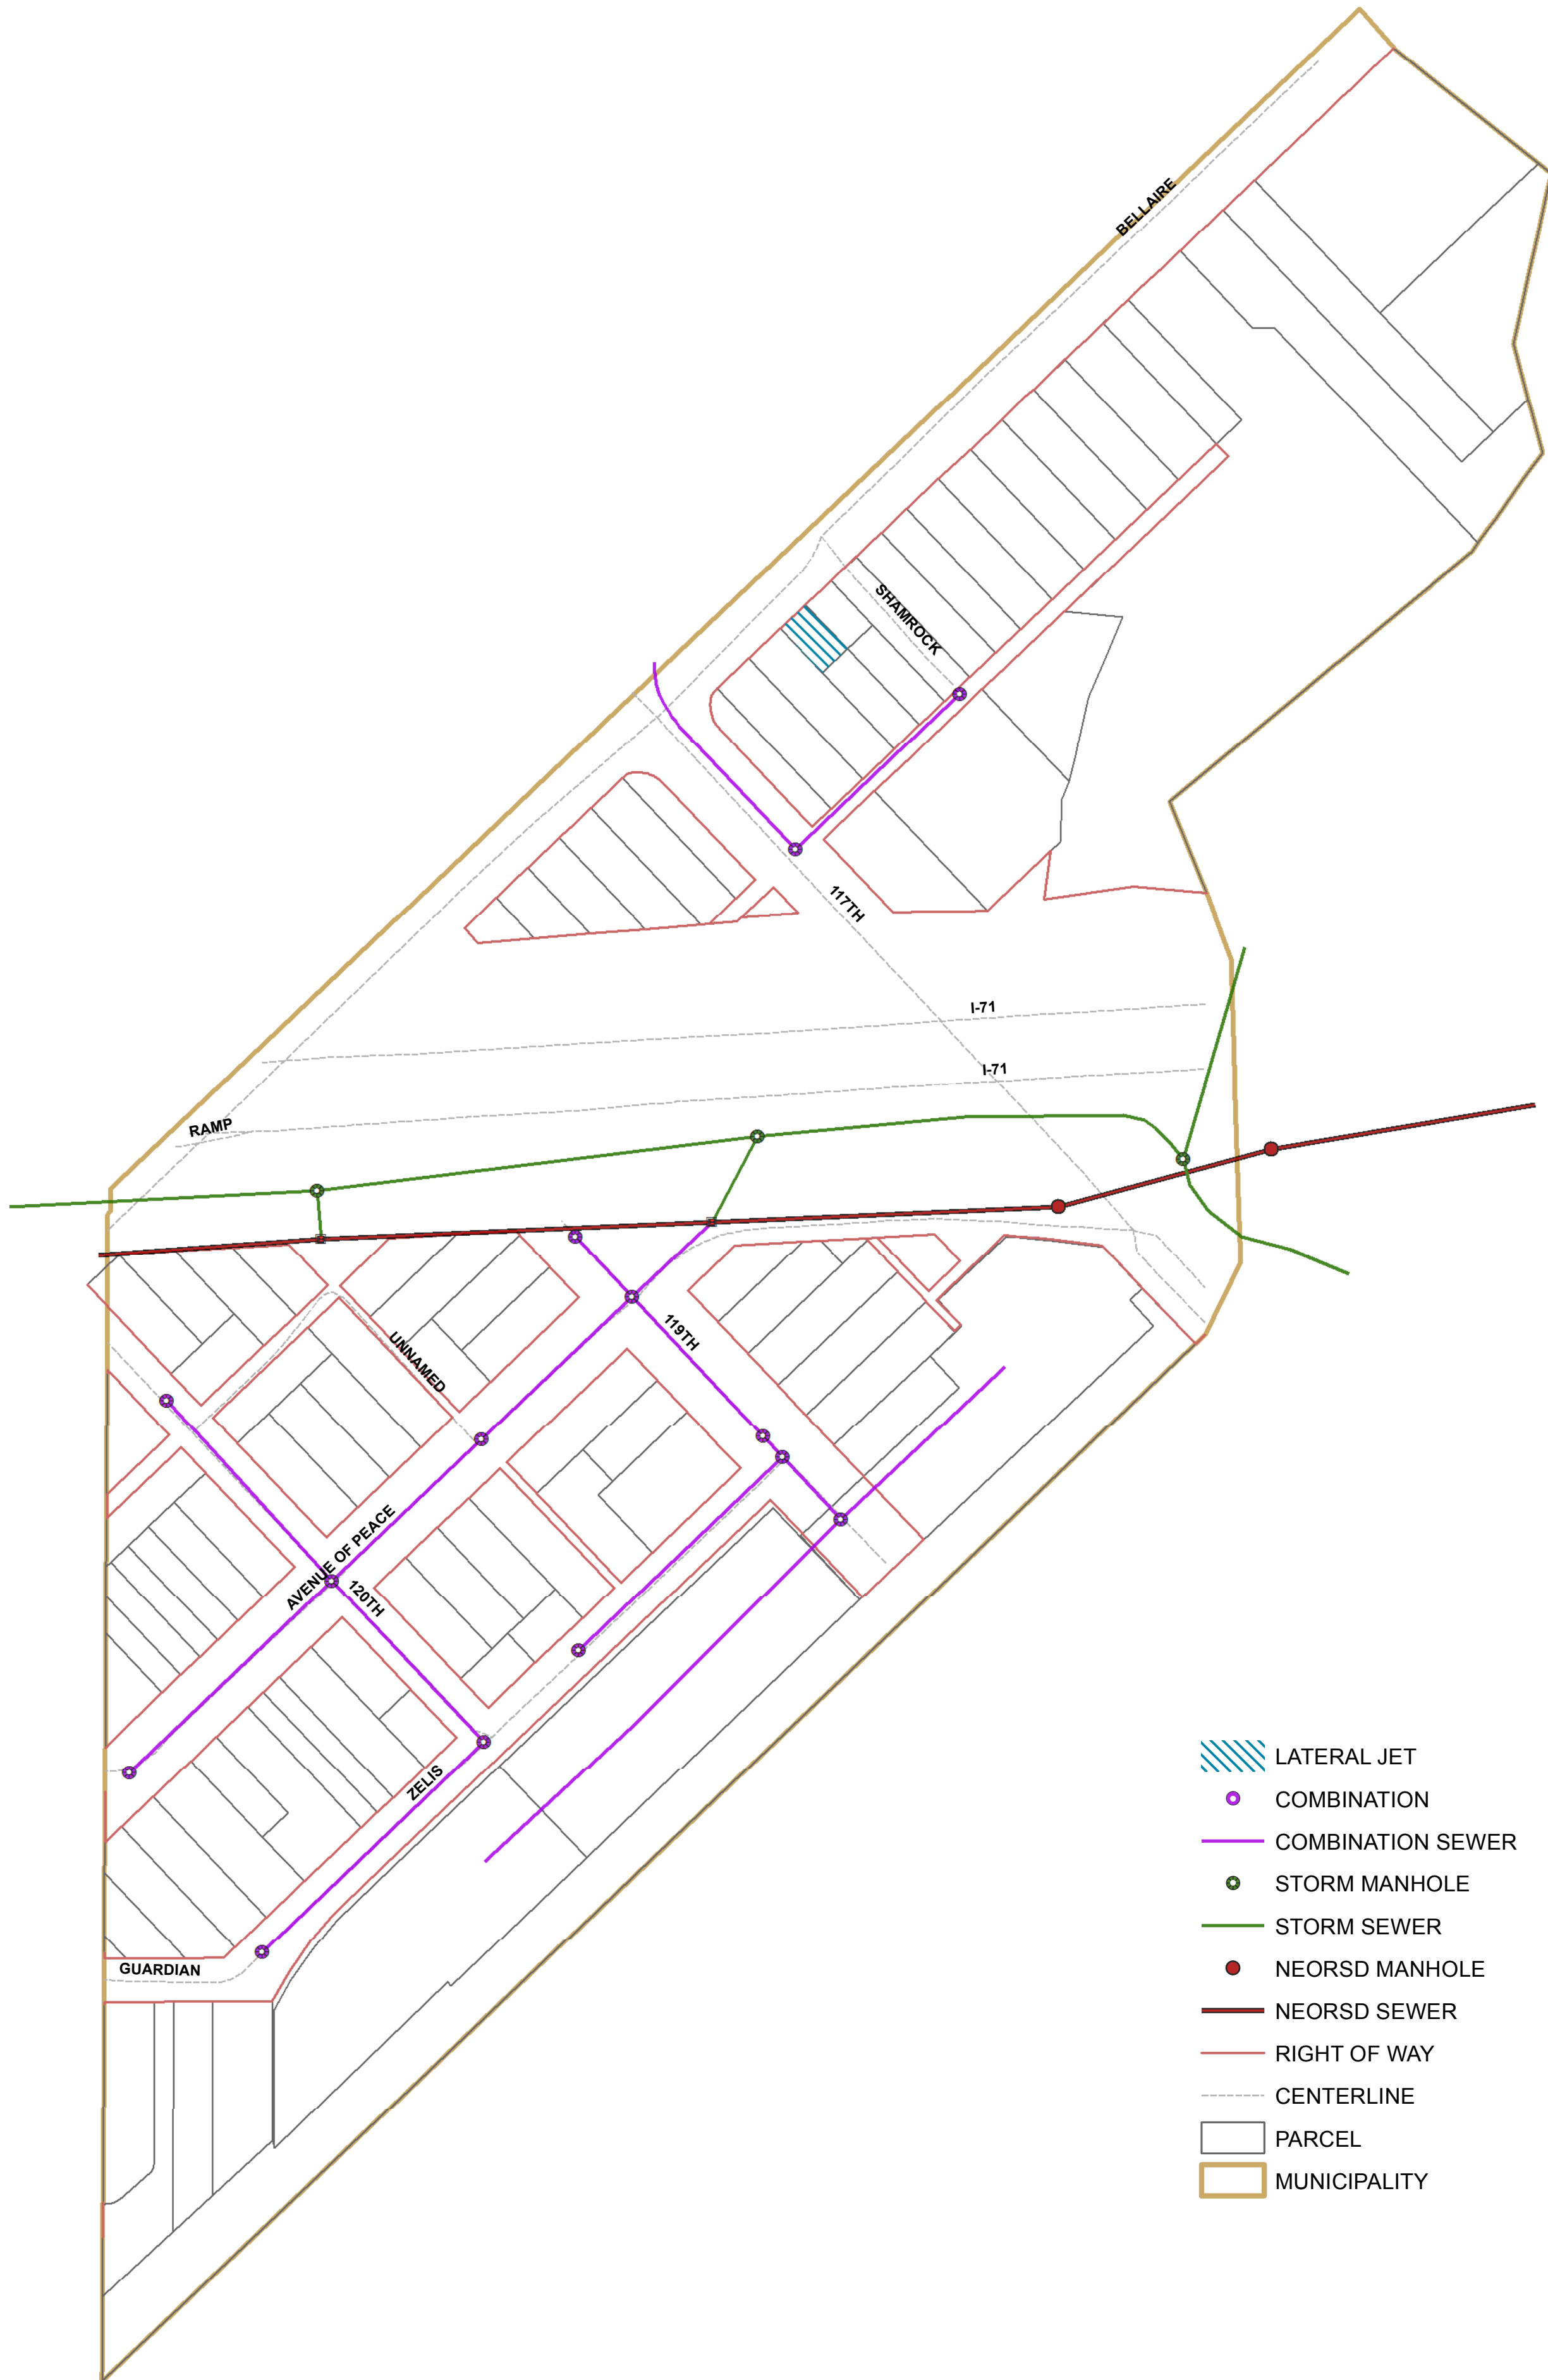 BELLAIRE
SHAMROCK
117TH
I-71
I-71
RAMP
119TH
UNNAMED
AVENUE OF PEACE
120TH
ZELIS
GUARDIAN
LATERAL JET
COMBINATION
COMBINATION SEWER
STORM MANHOLE
STORM SEWER
NEORSD MANHOLE
NEORSD SEWER
RIGHT OF WAY
CENTERLINE
PARCEL
MUNICIPALITY